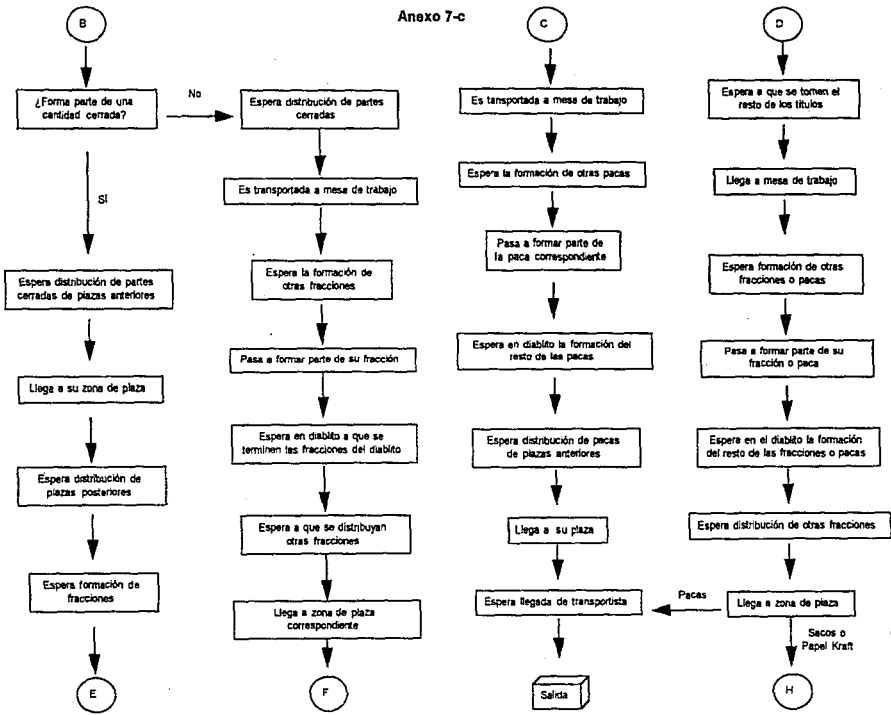 Anexo 7-c
B
¿Forma parte de una
cantidad cerrada?
No
Sí
Espera distribución de partes
cerradas de plazas anteriores
Llega a su zona de plaza
Espera distribución de
plazas posteriores
Espera formación de
fracciones
E
Espera distribución de partes
cerradas
Es transportada a mesa de trabajo
Espera la formación de
otras fracciones
Pasa a formar parte de su fracción
Espera en diablito a que se
terminen las fracciones del diablito
Espera a que se distribuyan
otras fracciones
Llega a zona de plaza
correspondiente
F
C
Es tansportada a mesa de trabajo
Espera la formación de otras pacas
Pasa a formar parte de
la paca correspondiente
Espera en diablito la formación del
resto de las pacas
Espera distribución de pacas
de plazas anteriores
Llega a su plaza
Espera llegada de transportista
Salida
D
Espera a que se tomen el
resto de los títulos
Llega a mesa de trabajo
Espera formación de otras
fracciones o pacas
Pasa a formar parte de su
fracción o paca
Espera en el diablito la formación
del resto de las fracciones o pacas
Espera distribución de otras fracciones
Llega a zona de plaza
Pacas
Sacos o
Papel Kraft
H